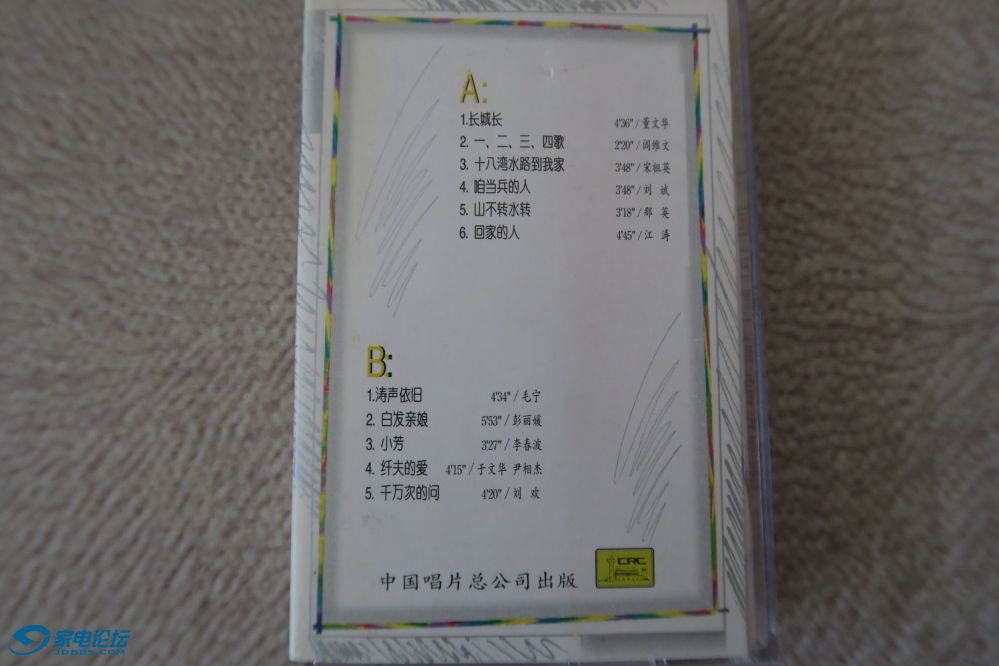 A:
1.长城长 4'36"/董文华
2. 一、二、三、四歌 2'20"/阎维文
3. 十八湾水路到我家 3'48"/宋祖英
4. 咱当兵的人 3'48"/刘 斌
5. 山不转水转 3'18"/那 英
6. 回家的人 4'45"/江 涛
B:
1.涛声依旧 4'34"/毛宁
2. 白发亲娘 5'53"/彭丽媛
3. 小芳 3'27"/李春波
4. 纤夫的爱 4'15"/于文华 尹相杰
5. 千万次的问 4'20"/刘 欢
CRC
中国唱片总公司出版
家电论坛
JDBBS.COM